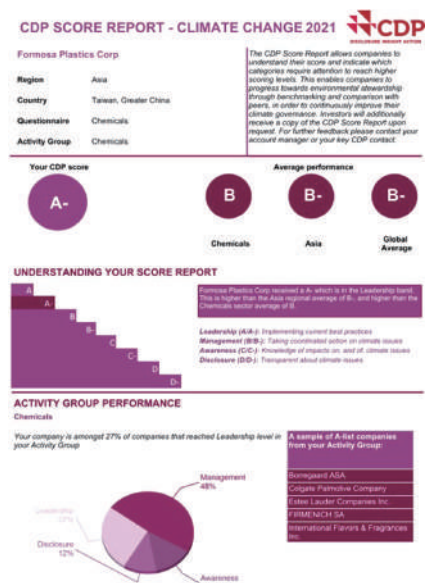 CDP SCORE REPORT - CLIMATE CHANGE 2021
CDP
DISCLOSURE INSIGHT ACTION
Formosa Plastics Corp
Region Asia
Country Taiwan, Greater China
Questionnaire Chemicals
Activity Group Chemicals
The CDP Score Report allows companies to
understand their score and indicate which
categories require attention to reach higher
scoring levels. This enables companies to
progress towards environmental stewardship
through benchmarking and comparison with
peers, in order to continuously improve their
climate governance. Investors will additionally
receive a copy of the CDP Score Report upon
request. For further feedback please contact your
account manager or your key CDP contact.
Your CDP score
A-
Average performance
B
B-
B-
Chemicals
Asia
Global
Average
UNDERSTANDING YOUR SCORE REPORT
A
A-
B
B-
C
C-
D
D-
Formosa Plastics Corp received a A- which is in the Leadership band.
This is higher than the Asia regional average of B-, and higher than the
Chemicals sector average of B.
Leadership (A/A-): Implementing current best practices
Management (B/B-): Taking coordinated action on climate issues
Awareness (C/C-): Knowledge of impacts on, and of, climate issues
Disclosure (D/D-): Transparent about climate issues
ACTIVITY GROUP PERFORMANCE
Chemicals
Your company is amongst 27% of companies that reached Leadership level in
your Activity Group
Management
48%
Leadership
Disclosure
12%
Awareness
A sample of A-list companies
from your Activity Group:
Borregaard ASA
Colgate Palmolive Company
Estee Lauder Companies Inc.
FIRMENICH SA
International Flavors & Fragrances
Inc.